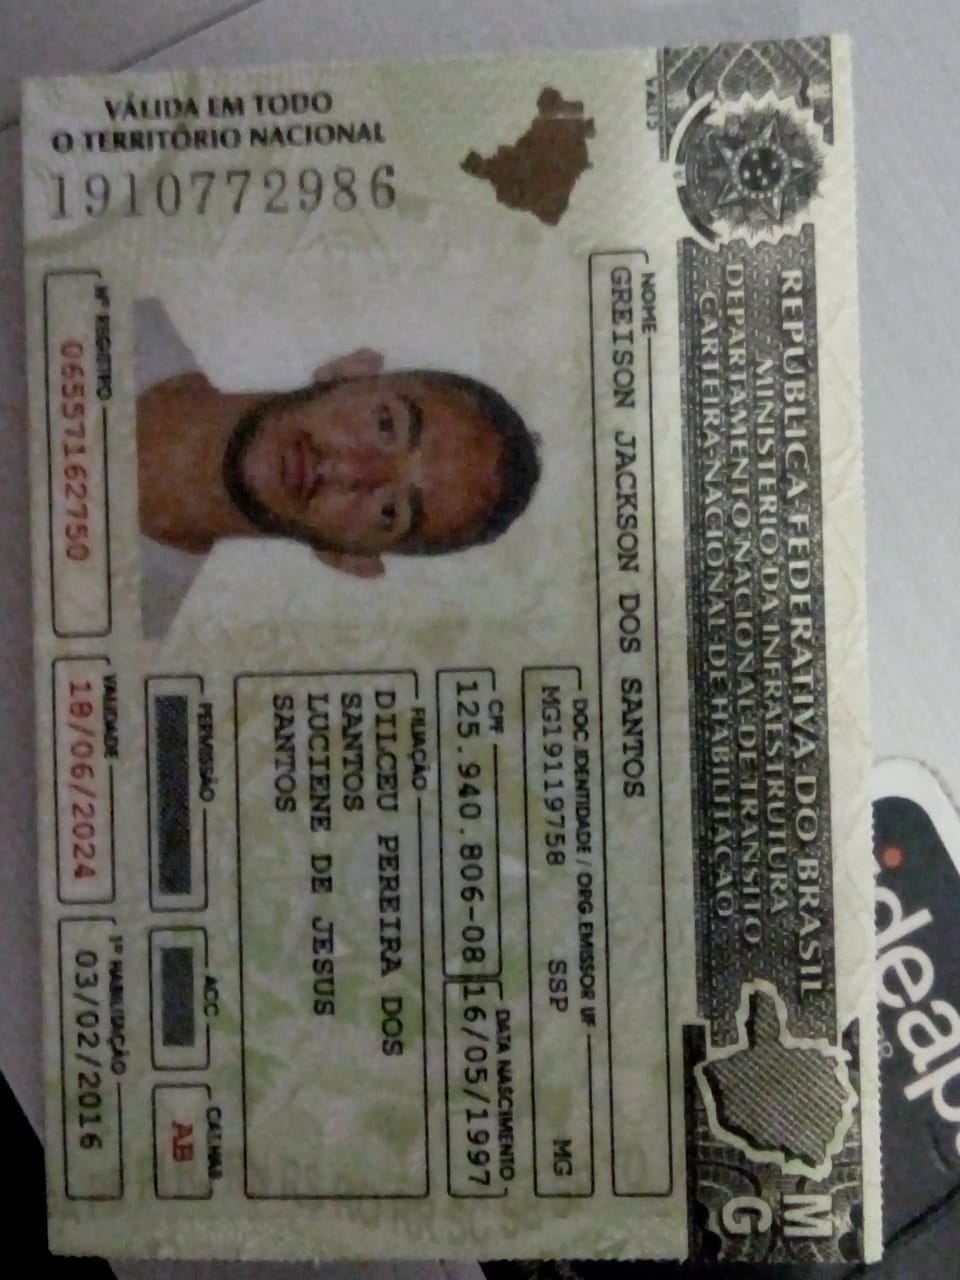 REPÚBLICA FEDERATIVA DO BRASIL
MINISTÉRIO DA INFRAESTRUTURA
DEPARTAMENTO NACIONAL DE TRÂNSITO
CARTEIRA NACIONAL DE HABILITAÇÃO
M
G
VÁLIDA EM TODO
O TERRITÓRIO NACIONAL
1910772986
NOME
GREISON JACKSON DOS SANTOS
DOC. IDENTIDADE / ORG EMISSOR UF
MG19119758 SSP MG
CPF DATA NASCIMENTO
125.940.806-08 16/05/1997
FILIAÇÃO
DILCEU PEREIRA DOS
SANTOS
LUCIENE DE JESUS
SANTOS
PERMISSÃO ACC CAT.HAB
AB
Nº REGISTRO VALIDADE 1ª HABILITAÇÃO
06557162750 18/06/2024 03/02/2016
deap